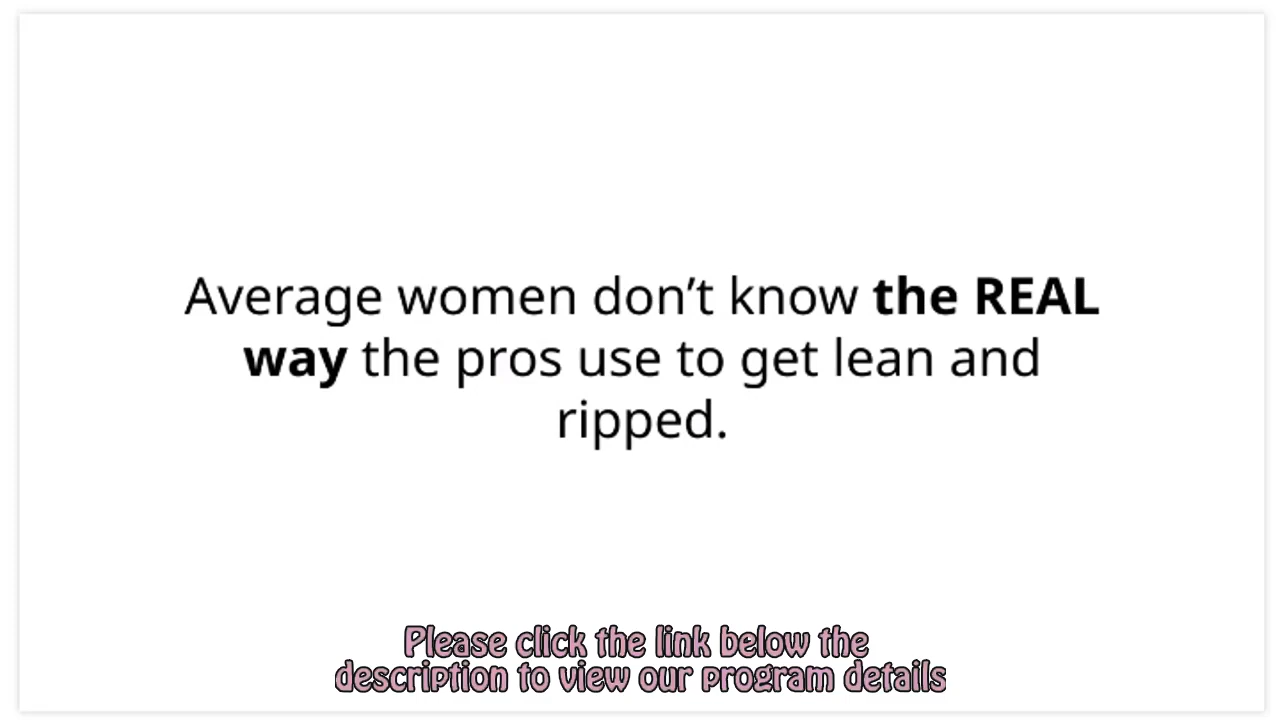 Average women don’t know the REAL
way the pros use to get lean and
ripped.
Please click the link below the
description to view our program details